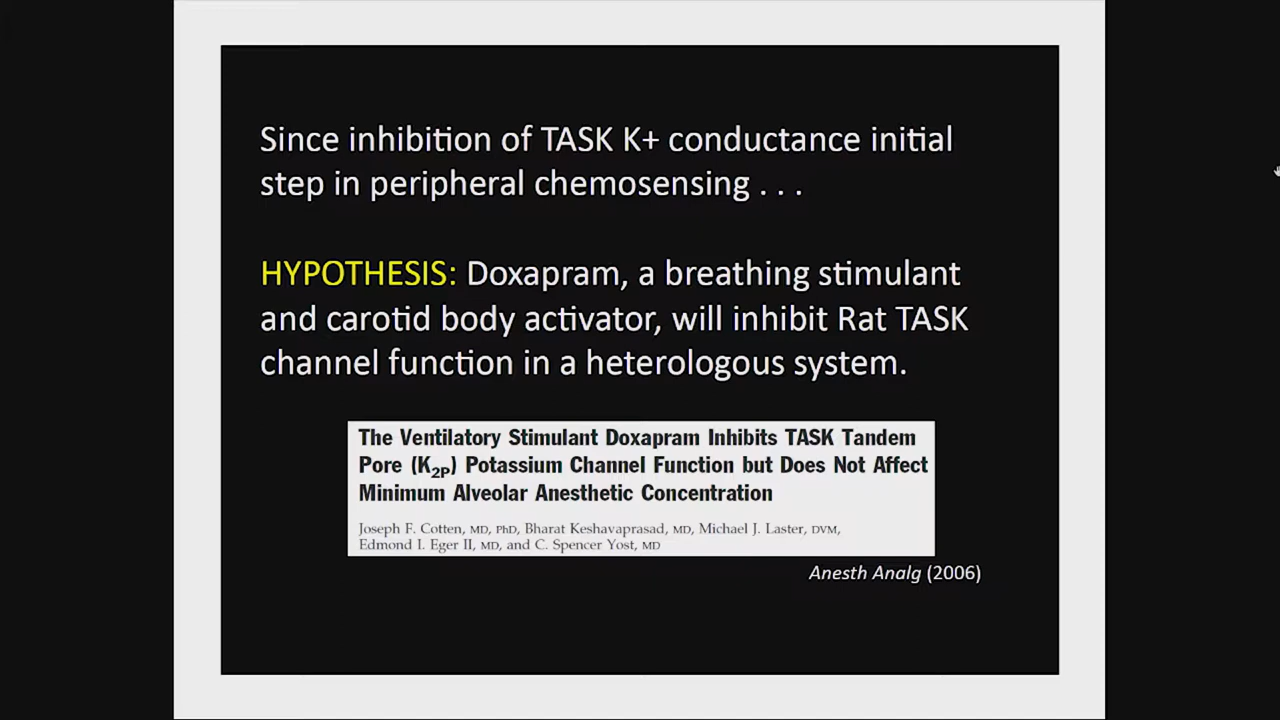 Since inhibition of TASK K+ conductance initial
step in peripheral chemosensing . . .
HYPOTHESIS: Doxapram, a breathing stimulant
and carotid body activator, will inhibit Rat TASK
channel function in a heterologous system.
The Ventilatory Stimulant Doxapram Inhibits TASK Tandem
Pore (K2P) Potassium Channel Function but Does Not Affect
Minimum Alveolar Anesthetic Concentration
Joseph F. Cotten, MD, PhD, Bharat Keshavaprasad, MD, Michael J. Laster, DVM,
Edmond I. Eger II, MD, and C. Spencer Yost, MD
Anesth Analg (2006)